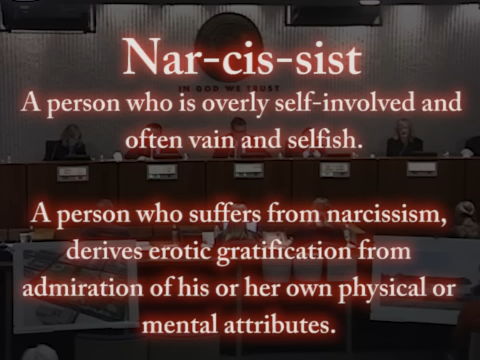 Nar-cis-sist
IN GOD WE TRUST
A person who is overly self-involved and
often vain and selfish.
A person who suffers from narcissism,
derives erotic gratification from
admiration of his or her own physical or
mental attributes.